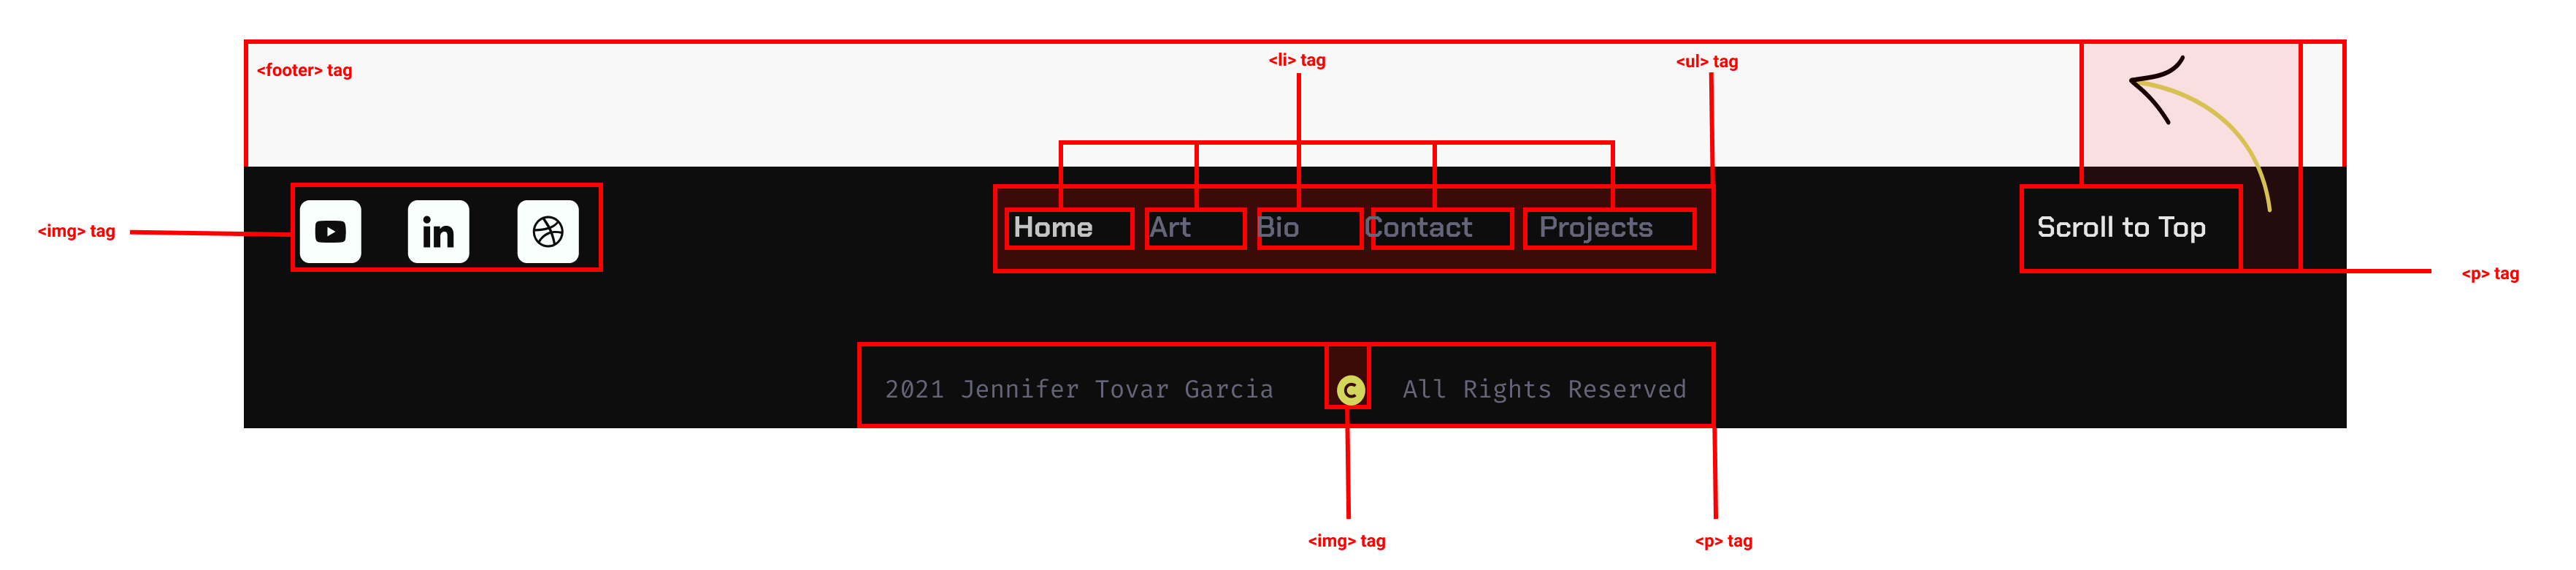 <footer> tag
<li> tag
<ul> tag
<img> tag
in
Home Art Bio Contact Projects
Scroll to Top
<p> tag
2021 Jennifer Tovar Garcia C All Rights Reserved
<img> tag
<p> tag